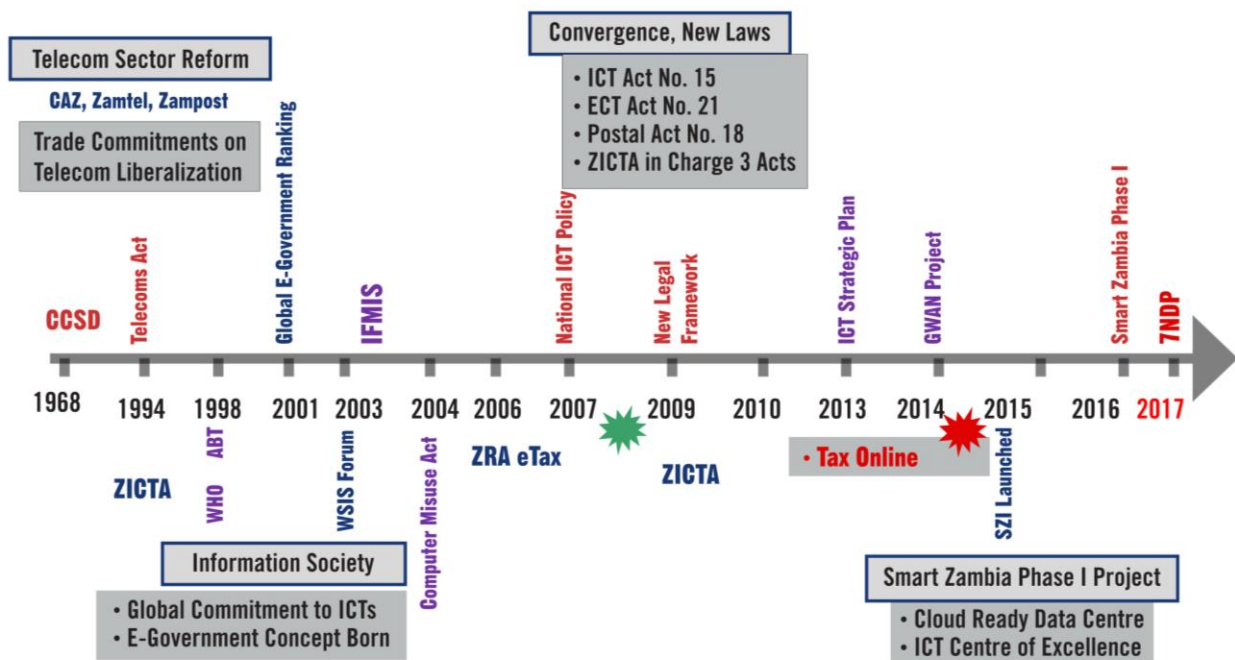 Telecom Sector Reform
CAZ, Zamtel, Zampost
Trade Commitments on
Telecom Liberalization
Convergence, New Laws
• ICT Act No. 15
• ECT Act No. 21
• Postal Act No. 18
• ZICTA in Charge 3 Acts
CCSD
Telecoms Act
Global E-Government Ranking
IFMIS
National ICT Policy
New Legal
Framework
ICT Strategic Plan
GWAN Project
Smart Zambia Phase I
7NDP
1968 1994 1998 2001 2003 2004 2006 2007 2009 2010 2013 2014 2015 2016 2017
ZICTA
WHO ABT
WSIS Forum
Computer Misuse Act
ZRA eTax
ZICTA
• Tax Online
SZI Launched
Information Society
• Global Commitment to ICTs
• E-Government Concept Born
Smart Zambia Phase I Project
• Cloud Ready Data Centre
• ICT Centre of Excellence